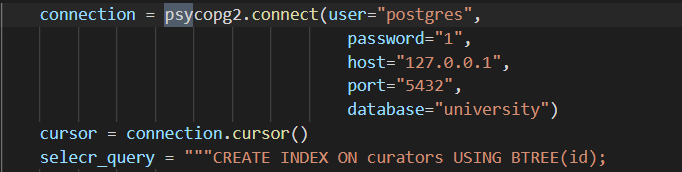 connection = psycopg2.connect(user="postgres",
password="1",
host="127.0.0.1",
port="5432",
database="university")
cursor = connection.cursor()
selecr_query = """CREATE INDEX ON curators USING BTREE(id);